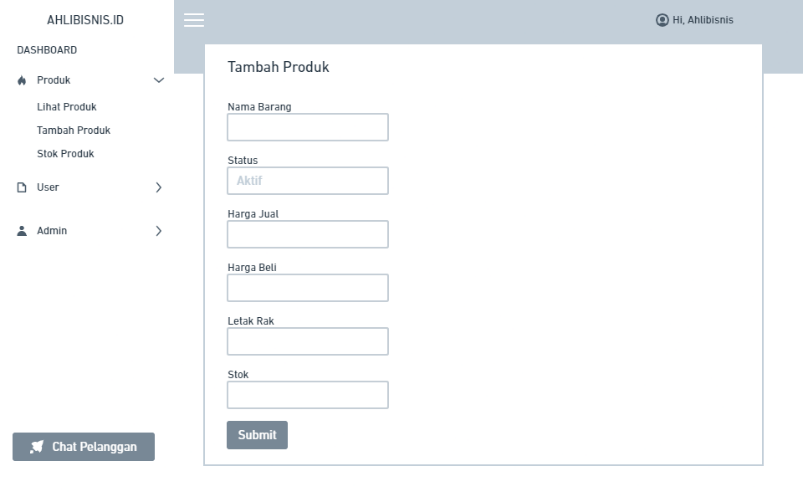 AHLIBISNIS.ID
Hi, Ahlibisnis
DASHBOARD
Produk
Lihat Produk
Tambah Produk
Stok Produk
User
Admin
Chat Pelanggan
Tambah Produk
Nama Barang
Status
Aktif
Harga Jual
Harga Beli
Letak Rak
Stok
Submit